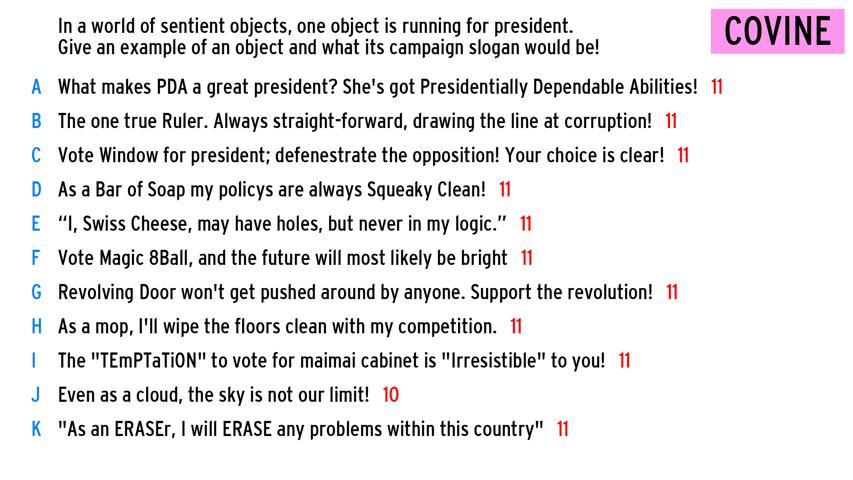 In a world of sentient objects, one object is running for president.
Give an example of an object and what its campaign slogan would be!
COVINE
A What makes PDA a great president? She's got Presidentially Dependable Abilities! 11
B The one true Ruler. Always straight-forward, drawing the line at corruption! 11
C Vote Window for president; defenestrate the opposition! Your choice is clear! 11
D As a Bar of Soap my policys are always Squeaky Clean! 11
E “I, Swiss Cheese, may have holes, but never in my logic.” 11
F Vote Magic 8Ball, and the future will most likely be bright 11
G Revolving Door won't get pushed around by anyone. Support the revolution! 11
H As a mop, I'll wipe the floors clean with my competition. 11
I The "TEmPTaTiON" to vote for maimai cabinet is "Irresistible" to you! 11
J Even as a cloud, the sky is not our limit! 10
K "As an ERASEr, I will ERASE any problems within this country" 11